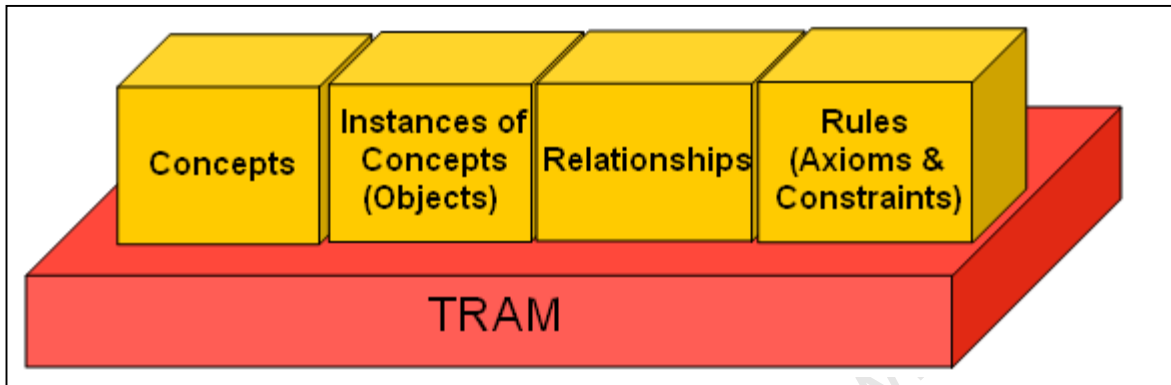 Concepts
Instances of
Concepts
(Objects)
Relationships
Rules
(Axioms &
Constraints)
TRAM